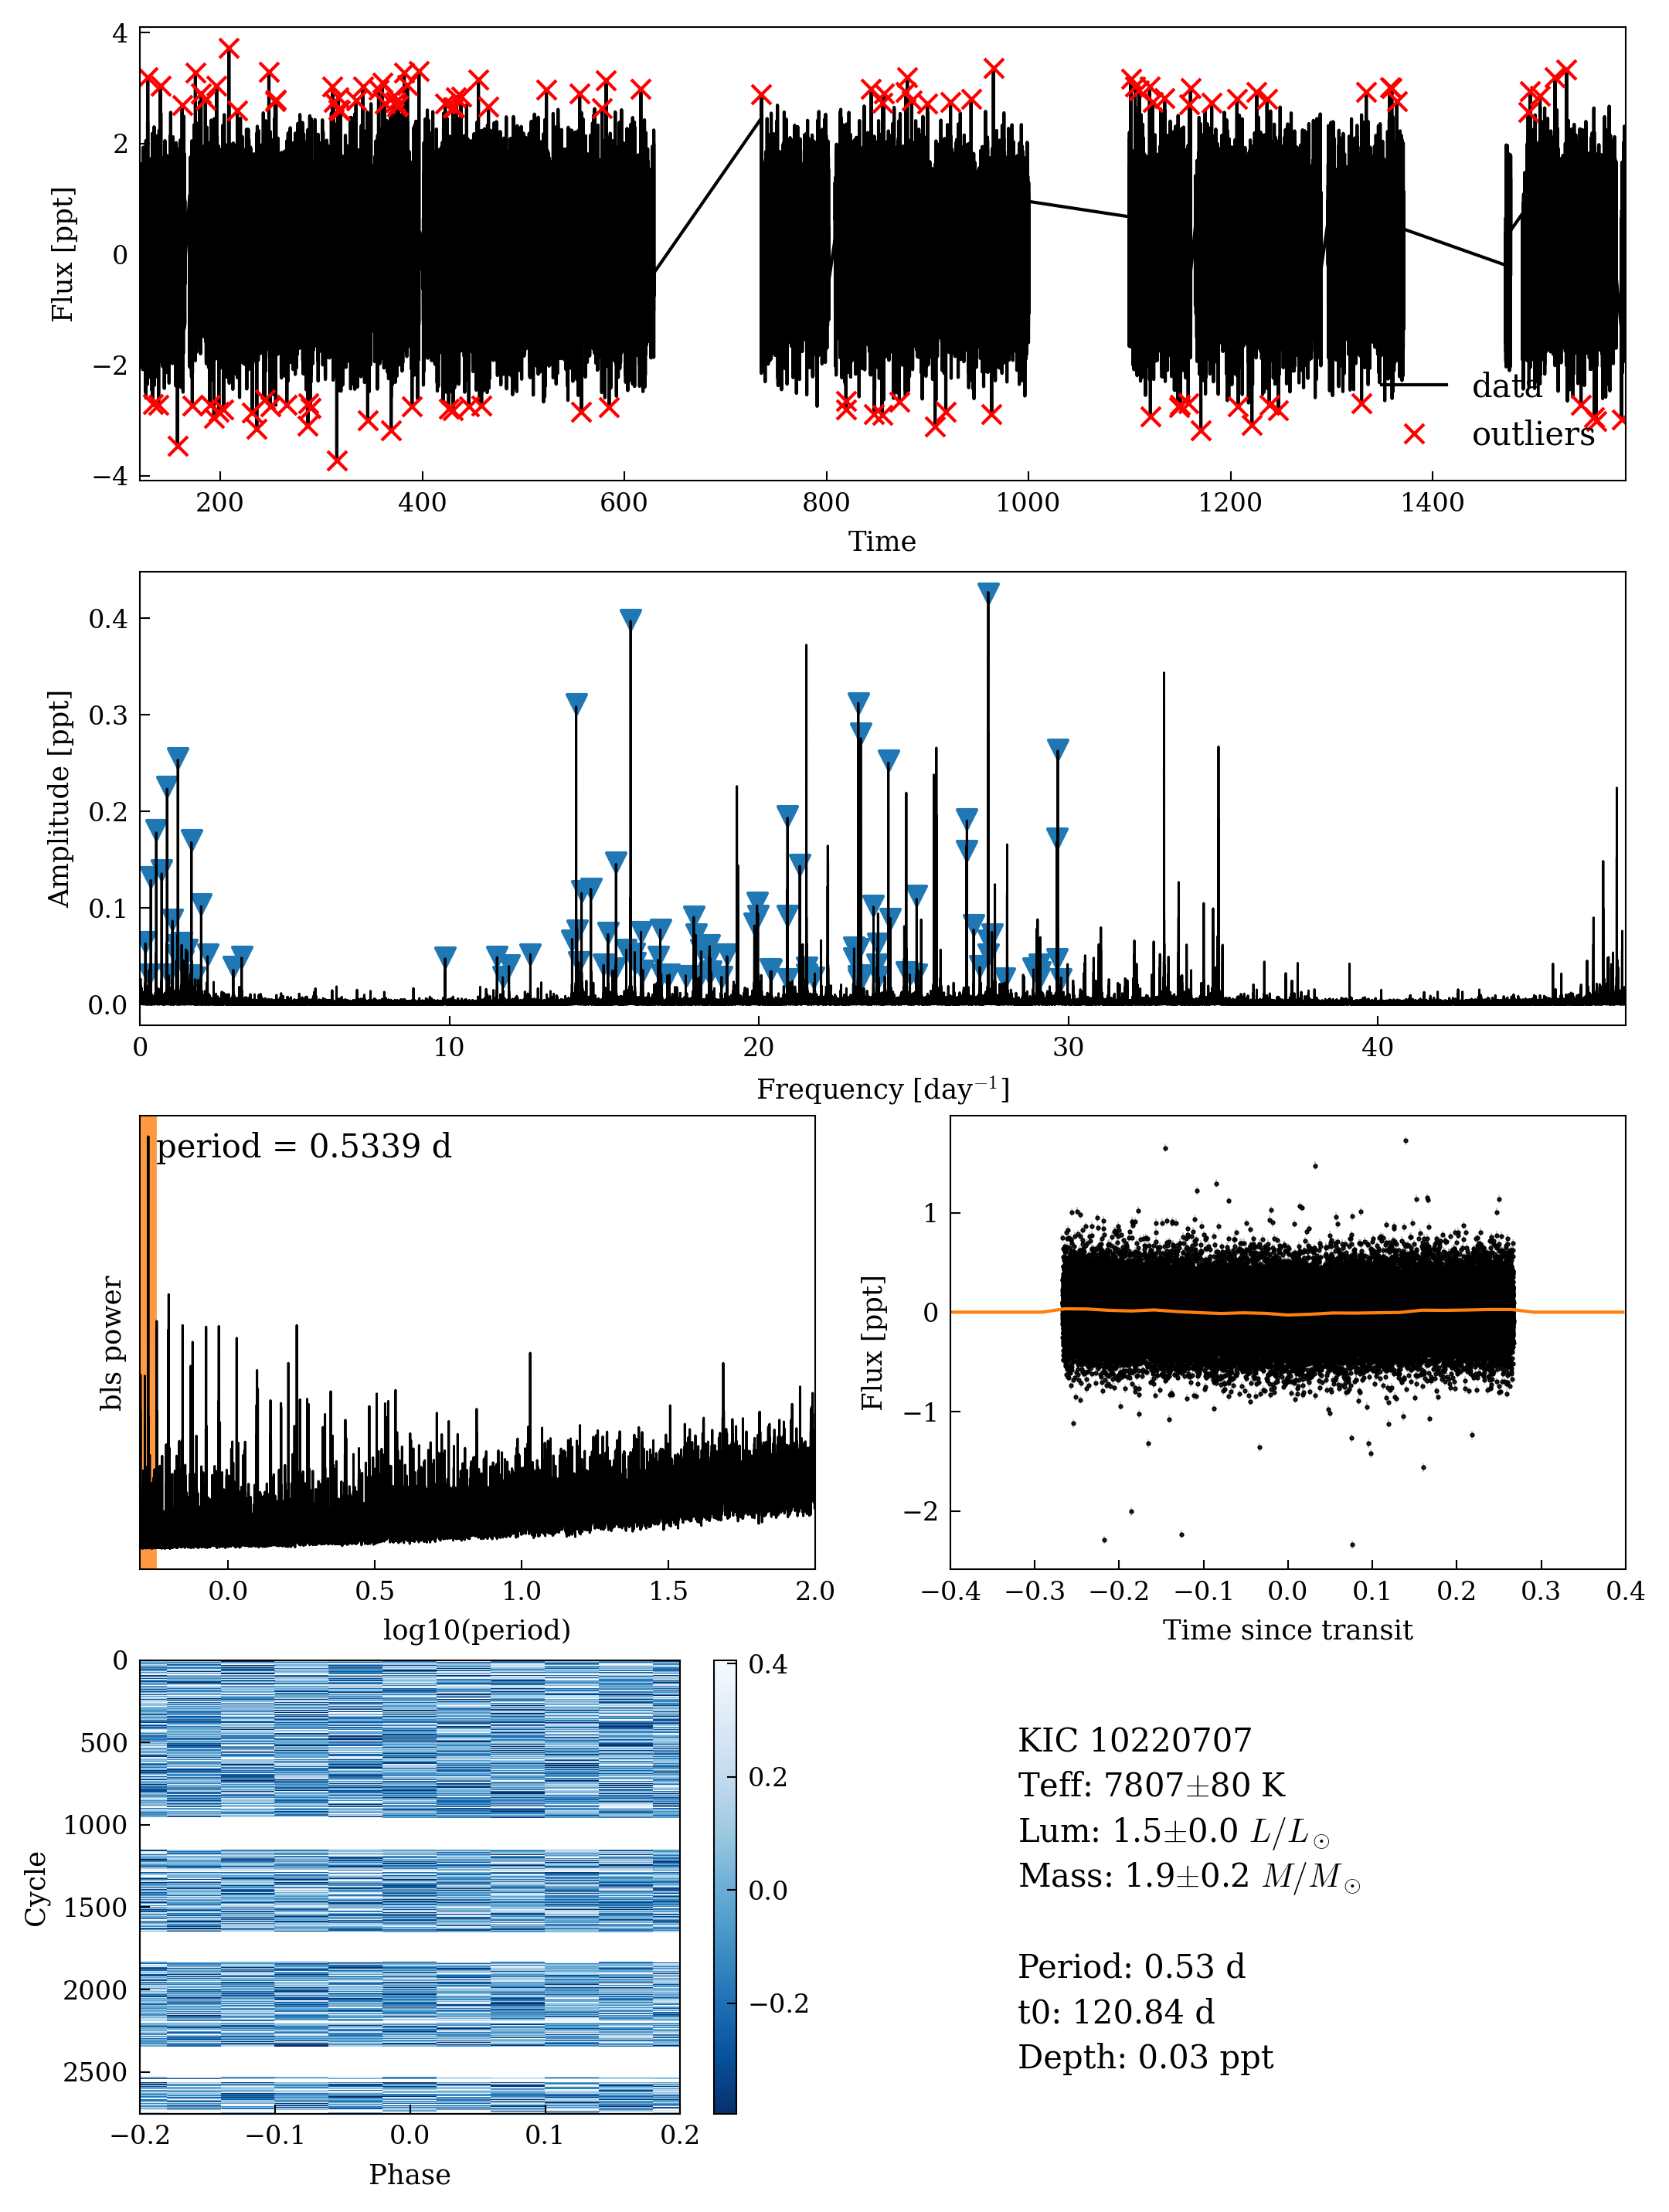 4
2
0
−2
−4
Flux [ppt]
data
outliers
200 400 600 800 1000 1200 1400
Time
0.4
0.3
0.2
0.1
0.0
Amplitude [ppt]
0 10 20 30 40
Frequency [day⁻¹]
period = 0.5339 d
bls power
0.0 0.5 1.0 1.5 2.0
log10(period)
1
0
−1
−2
Flux [ppt]
−0.4 −0.3 −0.2 −0.1 0.0 0.1 0.2 0.3 0.4
Time since transit
0
500
1000
1500
2000
2500
Cycle
−0.2 −0.1 0.0 0.1 0.2
Phase
0.4
0.2
0.0
−0.2
KIC 10220707
Teff: 7807±80 K
Lum: 1.5±0.0 L/L☉
Mass: 1.9±0.2 M/M☉
Period: 0.53 d
t0: 120.84 d
Depth: 0.03 ppt